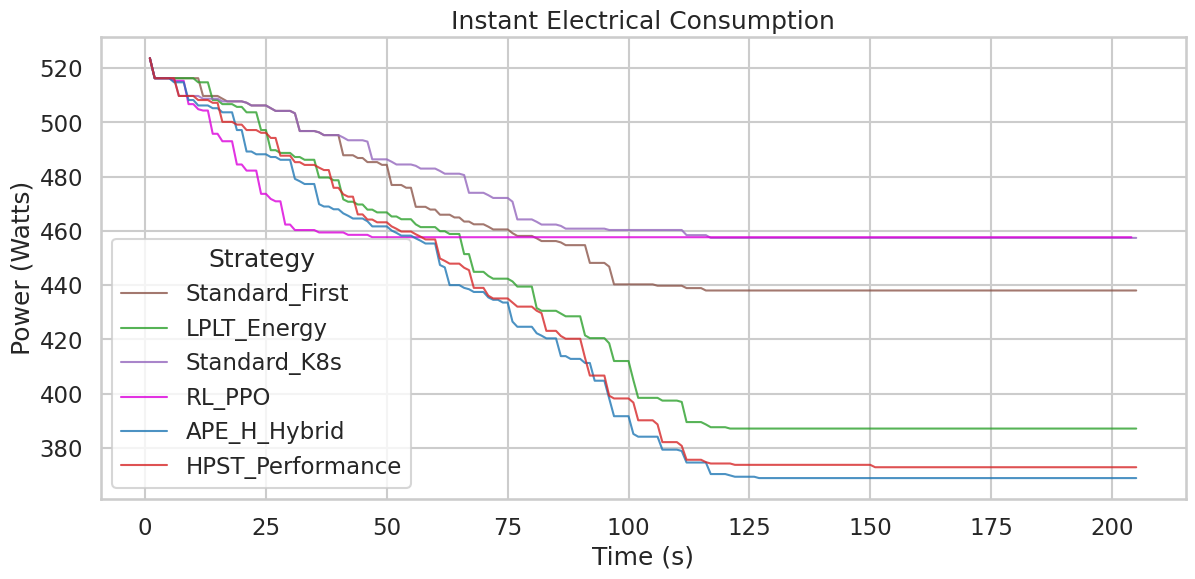 Instant Electrical Consumption
Power (Watts)
520
500
480
460
440
420
400
380
Strategy
Standard_First
LPLT_Energy
Standard_K8s
RL_PPO
APE_H_Hybrid
HPST_Performance
0 25 50 75 100 125 150 175 200
Time (s)